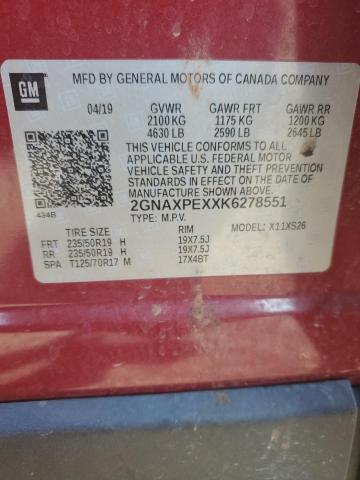 GM
MFD BY GENERAL MOTORS OF CANADA COMPANY
04/19 GVWR GAWR FRT GAWR RR
2100 KG 1175 KG 1200 KG
4630 LB 2590 LB 2645 LB
THIS VEHICLE CONFORMS TO ALL
APPLICABLE U.S. FEDERAL MOTOR
VEHICLE SAFETY AND THEFT PREVENTION
STANDARDS IN EFFECT ON THE DATE OF
MANUFACTURE SHOWN ABOVE.
434B 2GNAXPEXXK6278551
TYPE: M.P.V. MODEL: X11XS26
TIRE SIZE RIM
FRT 235/50R19 H 19X7.5J
RR 235/50R19 H 19X7.5J
SPA T125/70R17 M 17X4BT